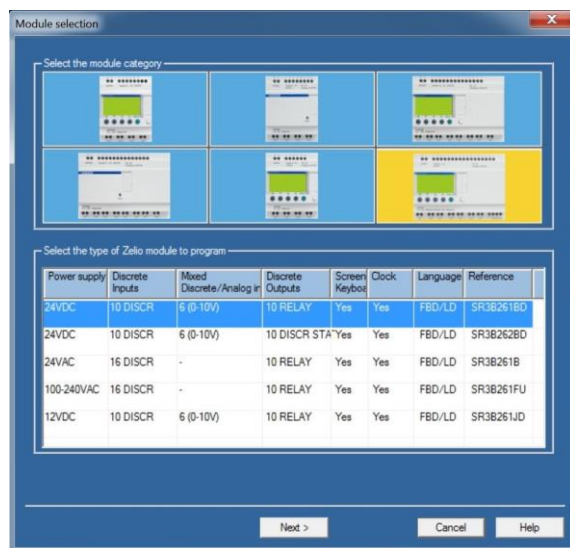 Module selection
Select the module category
Select the type of Zelio module to program
Power supply Discrete Inputs Mixed Discrete/Analog in Discrete Outputs Screen Keyboa Clock Language Reference
24VDC 10 DISCR 6 (0-10V) 10 RELAY Yes Yes FBD/LD SR3B261BD
24VDC 10 DISCR 6 (0-10V) 10 DISCR STA Yes Yes FBD/LD SR3B262BD
24VAC 16 DISCR - 10 RELAY Yes Yes FBD/LD SR3B261B
100-240VAC 16 DISCR - 10 RELAY Yes Yes FBD/LD SR3B261FU
12VDC 10 DISCR 6 (0-10V) 10 RELAY Yes Yes FBD/LD SR3B261JD
Next > Cancel Help